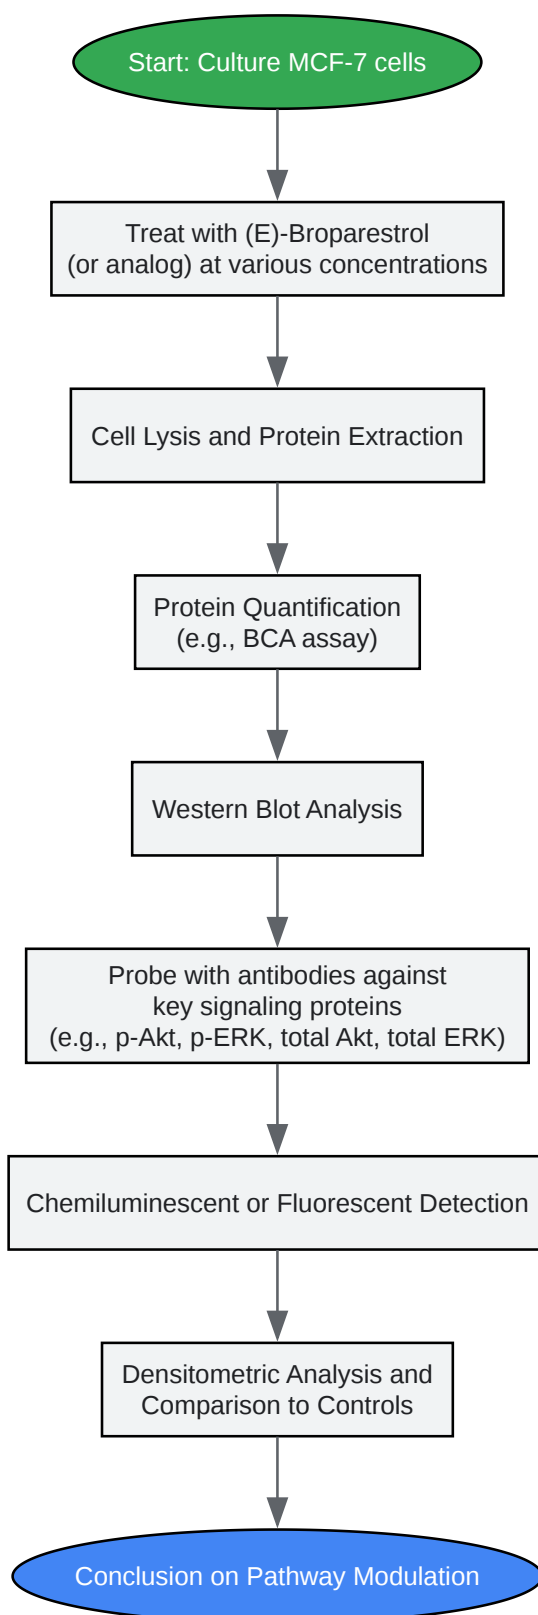 Start: Culture MCF-7 cells
Treat with (E)-Broparestrol
(or analog) at various concentrations
Cell Lysis and Protein Extraction
Protein Quantification
(e.g., BCA assay)
Western Blot Analysis
Probe with antibodies against
key signaling proteins
(e.g., p-Akt, p-ERK, total Akt, total ERK)
Chemiluminescent or Fluorescent Detection
Densitometric Analysis and
Comparison to Controls
Conclusion on Pathway Modulation